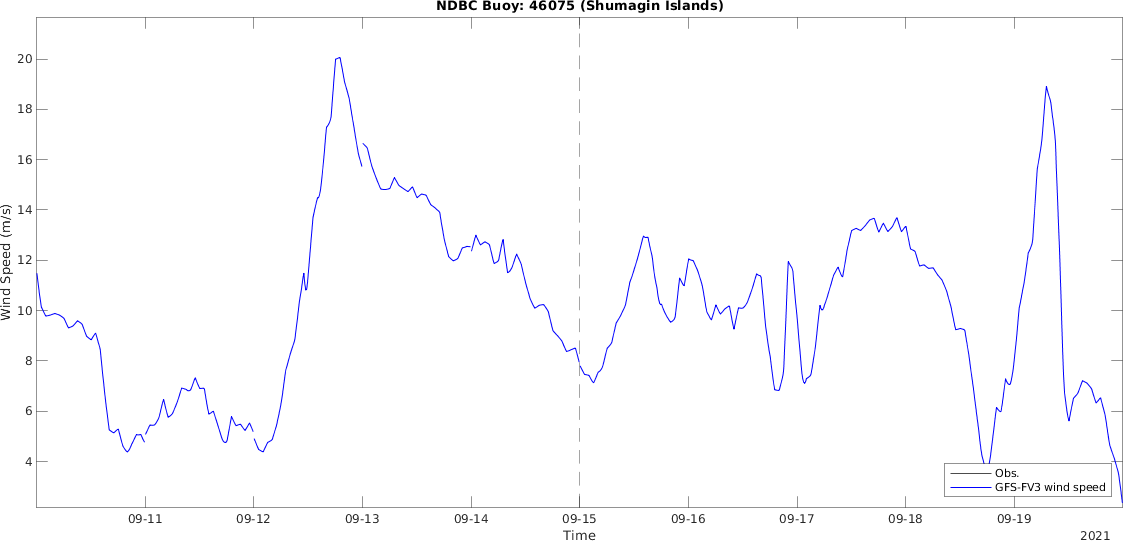 NDBC Buoy: 46075 (Shumagin Islands)
Wind Speed (m/s)
20
18
16
14
12
10
8
6
4
Obs.
GFS-FV3 wind speed
09-11 09-12 09-13 09-14 09-15 09-16 09-17 09-18 09-19
Time
2021